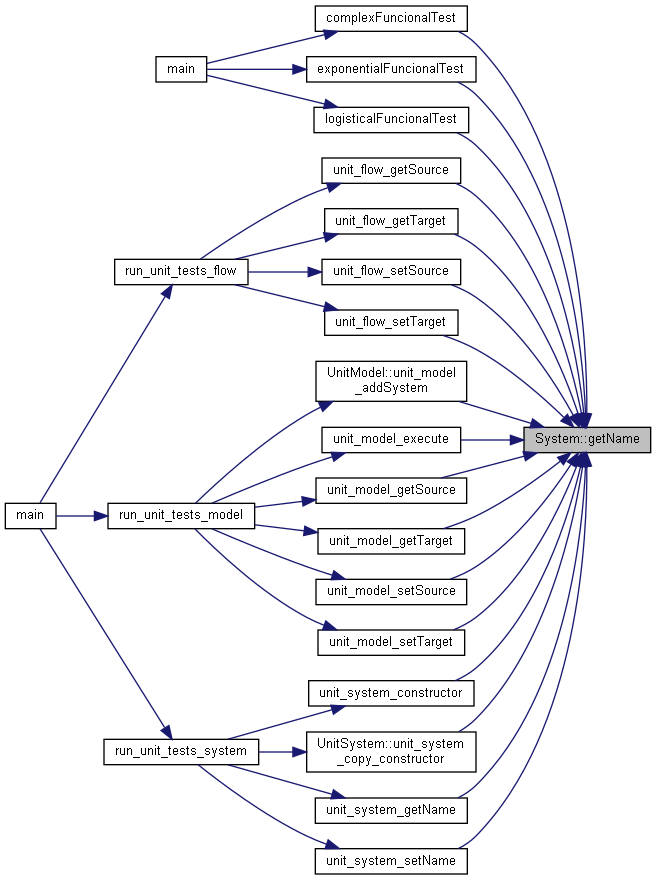 complexFuncionalTest
main
exponentialFuncionalTest
logisticalFuncionalTest
unit_flow_getSource
unit_flow_getTarget
run_unit_tests_flow
unit_flow_setSource
unit_flow_setTarget
UnitModel::unit_model
_addSystem
System::getName
unit_model_execute
unit_model_getSource
main
run_unit_tests_model
unit_model_getTarget
unit_model_setSource
unit_model_setTarget
unit_system_constructor
run_unit_tests_system
UnitSystem::unit_system
_copy_constructor
unit_system_getName
unit_system_setName